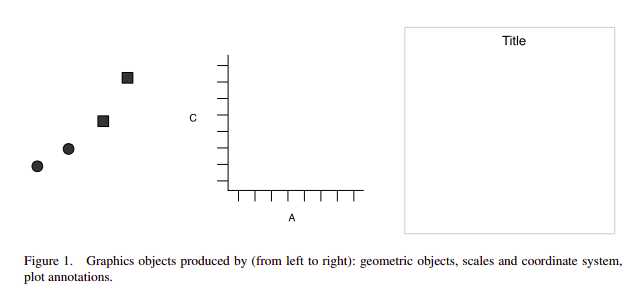 Title
C
A
Figure 1. Graphics objects produced by (from left to right): geometric objects, scales and coordinate system,
plot annotations.